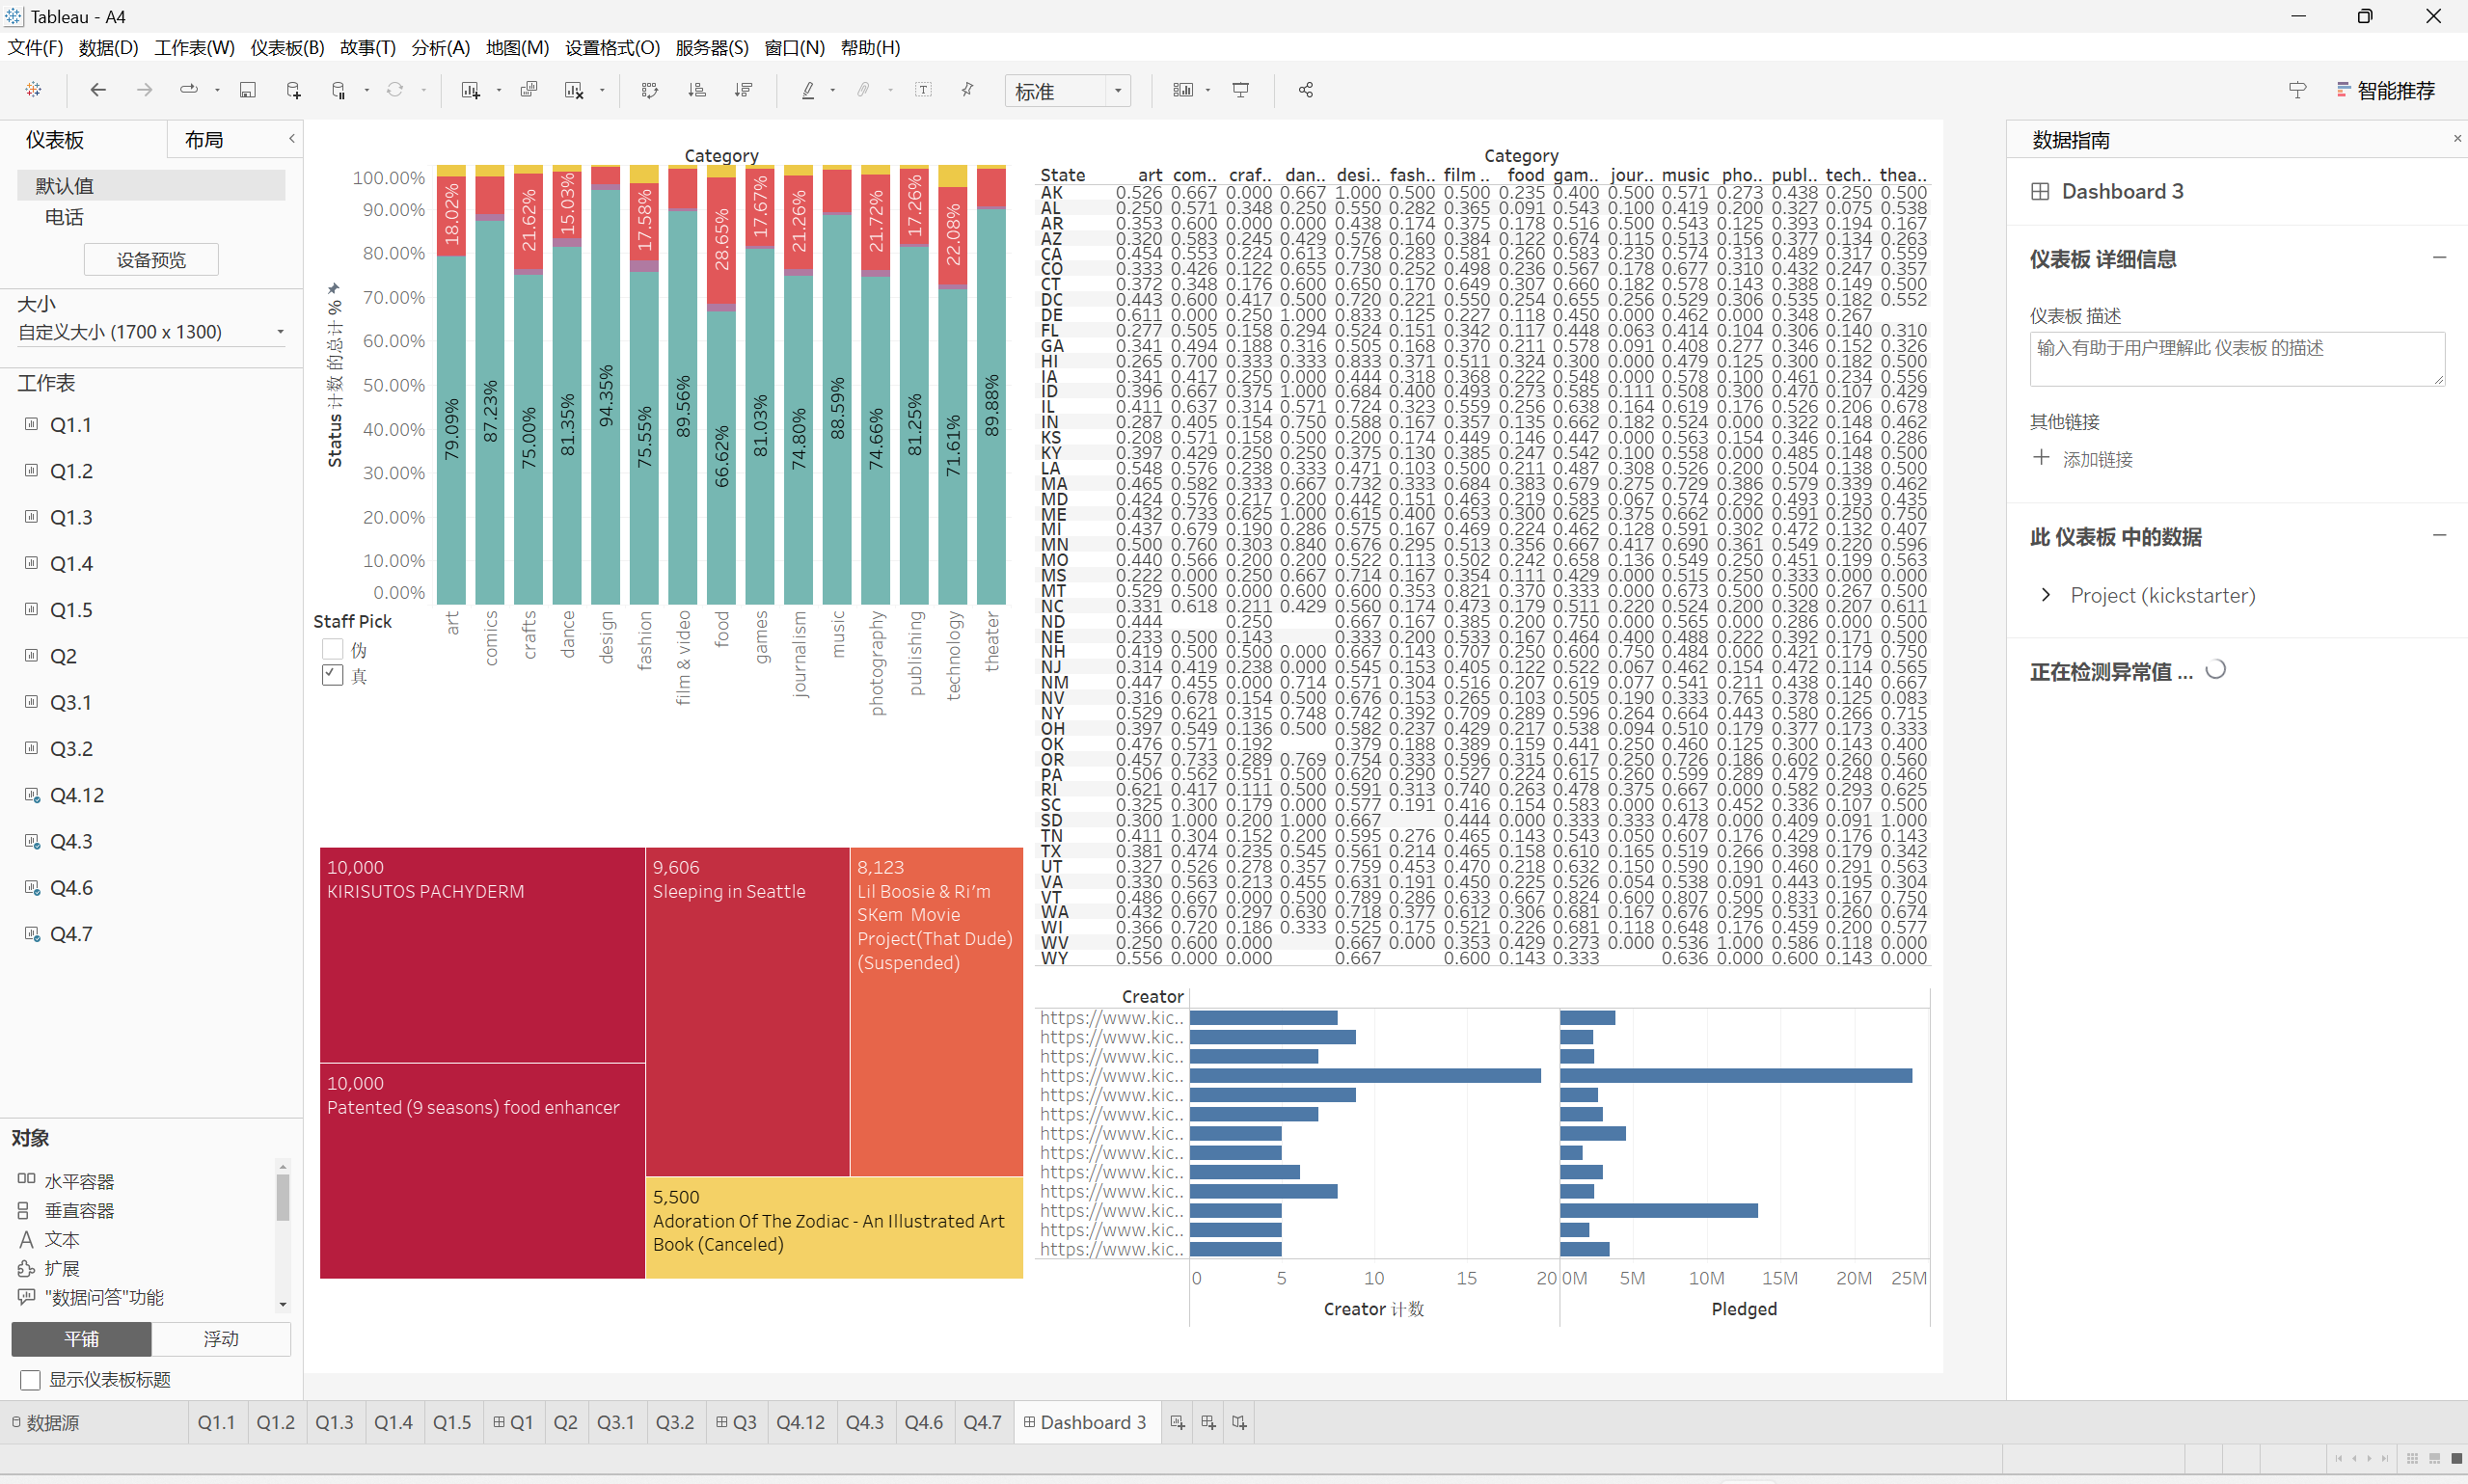 Tableau - A4
文件(F) 数据(D) 工作表(W) 仪表板(B) 故事(T) 分析(A) 地图(M) 设置格式(O) 服务器(S) 窗口(N) 帮助(H)
标准
智能推荐
仪表板 布局
默认值
电话
设备预览
大小
自定义大小 (1700 x 1300)
工作表
Q1.1
Q1.2
Q1.3
Q1.4
Q1.5
Q2
Q3.1
Q3.2
Q4.12
Q4.3
Q4.6
Q4.7
对象
水平容器
垂直容器
文本
扩展
"数据问答"功能
平铺 浮动
显示仪表板标题
Category
Status 计数 的总计 %
100.00%
90.00%
80.00%
70.00%
60.00%
50.00%
40.00%
30.00%
20.00%
10.00%
0.00%
18.02% 21.62% 15.03% 17.58% 28.65% 17.67% 21.26% 21.72% 17.26% 22.08%
79.09% 87.23% 75.00% 81.35% 94.35% 75.55% 89.56% 66.62% 81.03% 74.80% 88.59% 74.66% 81.25% 71.61% 89.88%
art comics crafts dance design fashion film & video food games journalism music photography publishing technology theater
Staff Pick
伪
真
10,000
KIRISUTOS PACHYDERM
10,000
Patented (9 seasons) food enhancer
9,606
Sleeping in Seattle
8,123
Lil Boosie & Ri'm
SKem Movie
Project(That Dude)
(Suspended)
5,500
Adoration Of The Zodiac - An Illustrated Art
Book (Canceled)
Category
State art com.. craf.. dan.. desi.. fash.. film .. food gam.. jour.. music pho.. publ.. tech.. thea..
AK 0.526 0.667 0.000 0.667 1.000 0.500 0.500 0.235 0.400 0.500 0.571 0.273 0.438 0.250 0.500
AL 0.250 0.571 0.348 0.250 0.550 0.282 0.365 0.091 0.543 0.100 0.419 0.200 0.327 0.075 0.538
AR 0.353 0.600 0.000 0.000 0.438 0.174 0.375 0.178 0.516 0.500 0.543 0.125 0.393 0.194 0.167
AZ 0.320 0.583 0.245 0.429 0.576 0.160 0.384 0.122 0.674 0.115 0.513 0.156 0.377 0.134 0.263
CA 0.454 0.553 0.224 0.613 0.758 0.283 0.581 0.260 0.583 0.230 0.574 0.313 0.489 0.317 0.559
CO 0.333 0.426 0.122 0.655 0.730 0.252 0.498 0.236 0.567 0.178 0.677 0.310 0.432 0.247 0.357
CT 0.372 0.348 0.176 0.600 0.650 0.170 0.649 0.307 0.660 0.182 0.578 0.143 0.388 0.149 0.500
DC 0.443 0.600 0.417 0.500 0.720 0.221 0.550 0.254 0.655 0.256 0.529 0.306 0.535 0.182 0.552
DE 0.611 0.000 0.250 1.000 0.833 0.125 0.227 0.118 0.450 0.000 0.462 0.000 0.348 0.267
FL 0.277 0.505 0.158 0.294 0.524 0.151 0.342 0.117 0.448 0.063 0.414 0.104 0.306 0.140 0.310
GA 0.341 0.494 0.188 0.316 0.505 0.168 0.370 0.211 0.578 0.091 0.408 0.277 0.346 0.152 0.326
HI 0.265 0.700 0.333 0.333 0.833 0.371 0.511 0.324 0.300 0.000 0.479 0.125 0.300 0.182 0.500
IA 0.341 0.417 0.250 0.000 0.444 0.318 0.368 0.222 0.548 0.000 0.578 0.100 0.461 0.234 0.556
ID 0.396 0.667 0.375 1.000 0.684 0.400 0.493 0.273 0.585 0.111 0.508 0.300 0.470 0.107 0.429
IL 0.411 0.637 0.314 0.571 0.724 0.323 0.559 0.256 0.638 0.164 0.619 0.176 0.526 0.206 0.678
IN 0.287 0.405 0.154 0.750 0.588 0.167 0.357 0.135 0.662 0.182 0.524 0.000 0.322 0.148 0.462
KS 0.208 0.571 0.158 0.500 0.200 0.174 0.449 0.146 0.447 0.000 0.563 0.154 0.346 0.164 0.286
KY 0.397 0.429 0.250 0.250 0.375 0.130 0.385 0.247 0.542 0.100 0.558 0.000 0.485 0.148 0.500
LA 0.548 0.576 0.238 0.333 0.471 0.103 0.500 0.211 0.487 0.308 0.526 0.200 0.504 0.138 0.500
MA 0.465 0.582 0.333 0.667 0.732 0.333 0.684 0.383 0.679 0.275 0.729 0.386 0.579 0.339 0.462
MD 0.424 0.576 0.217 0.200 0.442 0.151 0.463 0.219 0.583 0.067 0.574 0.292 0.493 0.193 0.435
ME 0.432 0.733 0.625 1.000 0.615 0.400 0.653 0.300 0.625 0.375 0.662 0.000 0.591 0.250 0.750
MI 0.437 0.679 0.190 0.286 0.575 0.167 0.469 0.224 0.462 0.128 0.591 0.302 0.472 0.132 0.407
MN 0.500 0.760 0.303 0.840 0.676 0.295 0.513 0.356 0.667 0.417 0.690 0.361 0.549 0.220 0.596
MO 0.440 0.566 0.200 0.200 0.522 0.113 0.502 0.242 0.658 0.136 0.549 0.250 0.451 0.199 0.563
MS 0.222 0.000 0.250 0.667 0.714 0.167 0.354 0.111 0.429 0.000 0.515 0.250 0.333 0.000 0.000
MT 0.529 0.500 0.000 0.600 0.600 0.353 0.821 0.370 0.333 0.000 0.673 0.500 0.500 0.267 0.500
NC 0.331 0.618 0.211 0.429 0.560 0.174 0.473 0.179 0.511 0.220 0.524 0.200 0.328 0.207 0.611
ND 0.444 0.250 0.667 0.167 0.385 0.200 0.750 0.000 0.565 0.000 0.286 0.000 0.500
NE 0.233 0.500 0.143 0.333 0.200 0.533 0.167 0.464 0.400 0.488 0.222 0.392 0.171 0.500
NH 0.419 0.500 0.500 0.000 0.667 0.143 0.707 0.250 0.600 0.750 0.484 0.000 0.421 0.179 0.750
NJ 0.314 0.419 0.238 0.000 0.545 0.153 0.405 0.122 0.522 0.067 0.462 0.154 0.472 0.114 0.565
NM 0.447 0.455 0.000 0.714 0.571 0.304 0.516 0.207 0.619 0.077 0.541 0.211 0.438 0.140 0.667
NV 0.316 0.678 0.154 0.500 0.676 0.153 0.265 0.103 0.505 0.190 0.333 0.765 0.378 0.125 0.083
NY 0.529 0.621 0.315 0.748 0.742 0.392 0.709 0.289 0.596 0.264 0.664 0.443 0.580 0.266 0.715
OH 0.397 0.549 0.136 0.500 0.582 0.237 0.429 0.217 0.538 0.094 0.510 0.179 0.377 0.173 0.333
OK 0.476 0.571 0.192 0.379 0.188 0.389 0.159 0.441 0.250 0.460 0.125 0.300 0.143 0.400
OR 0.457 0.733 0.289 0.769 0.754 0.333 0.596 0.315 0.617 0.250 0.726 0.186 0.602 0.260 0.560
PA 0.506 0.562 0.551 0.500 0.620 0.290 0.527 0.224 0.615 0.260 0.599 0.289 0.479 0.248 0.460
RI 0.621 0.417 0.111 0.500 0.591 0.313 0.740 0.263 0.478 0.375 0.667 0.000 0.582 0.293 0.625
SC 0.325 0.300 0.179 0.000 0.577 0.191 0.416 0.154 0.583 0.000 0.613 0.452 0.336 0.107 0.500
SD 0.300 1.000 0.200 1.000 0.667 0.444 0.000 0.333 0.333 0.478 0.000 0.409 0.091 1.000
TN 0.411 0.304 0.152 0.200 0.595 0.276 0.465 0.143 0.543 0.050 0.607 0.176 0.429 0.176 0.143
TX 0.381 0.474 0.235 0.545 0.561 0.214 0.465 0.158 0.610 0.165 0.519 0.266 0.398 0.179 0.342
UT 0.327 0.526 0.278 0.357 0.759 0.453 0.470 0.218 0.632 0.150 0.590 0.190 0.460 0.291 0.563
VA 0.330 0.563 0.213 0.455 0.631 0.191 0.450 0.225 0.526 0.054 0.538 0.091 0.443 0.195 0.304
VT 0.486 0.667 0.000 0.500 0.789 0.286 0.633 0.667 0.824 0.600 0.807 0.500 0.833 0.167 0.750
WA 0.432 0.670 0.297 0.630 0.718 0.377 0.612 0.306 0.681 0.167 0.676 0.295 0.531 0.260 0.674
WI 0.366 0.720 0.186 0.333 0.525 0.175 0.521 0.226 0.681 0.118 0.648 0.176 0.459 0.200 0.577
WV 0.250 0.600 0.000 0.667 0.000 0.353 0.429 0.273 0.000 0.536 1.000 0.586 0.118 0.000
WY 0.556 0.000 0.000 0.667 0.600 0.143 0.333 0.636 0.000 0.600 0.143 0.000
Creator
https://www.kic..
https://www.kic..
https://www.kic..
https://www.kic..
https://www.kic..
https://www.kic..
https://www.kic..
https://www.kic..
https://www.kic..
https://www.kic..
https://www.kic..
https://www.kic..
https://www.kic..
0 5 10 15 20 0M 5M 10M 15M 20M 25M
Creator 计数 Pledged
数据指南
Dashboard 3
仪表板 详细信息
仪表板 描述
输入有助于用户理解此 仪表板 的描述
其他链接
添加链接
此 仪表板 中的数据
Project (kickstarter)
正在检测异常值 ...
数据源 Q1.1 Q1.2 Q1.3 Q1.4 Q1.5 Q1 Q2 Q3.1 Q3.2 Q3 Q4.12 Q4.3 Q4.6 Q4.7 Dashboard 3